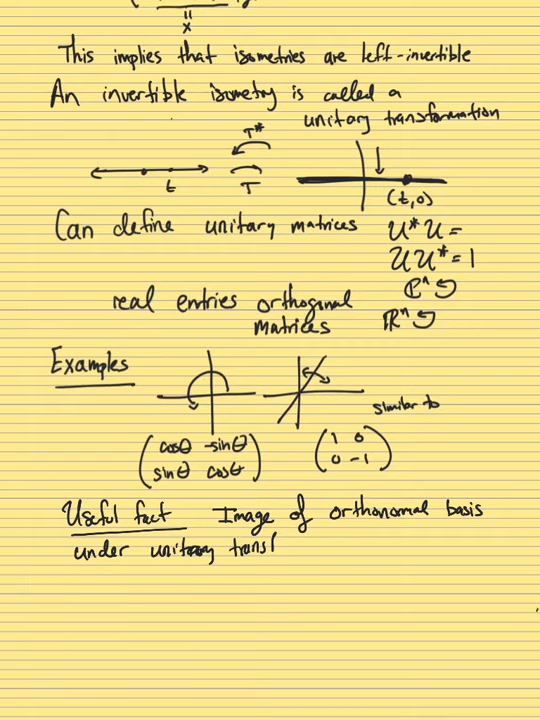 "
x
This implies that isometries are left-invertible
An invertible isometry is called a
unitary transformation
T*
t
T
(t,0)
Can define unitary matrices U*U =
UU* = 1
ℂⁿ↺
real entries orthogonal
matrices ℝⁿ↺
Examples
similar to
(cosθ -sinθ
sinθ cosθ)
(1 0
0 -1)
Useful fact Image of orthonormal basis
under unitary transf